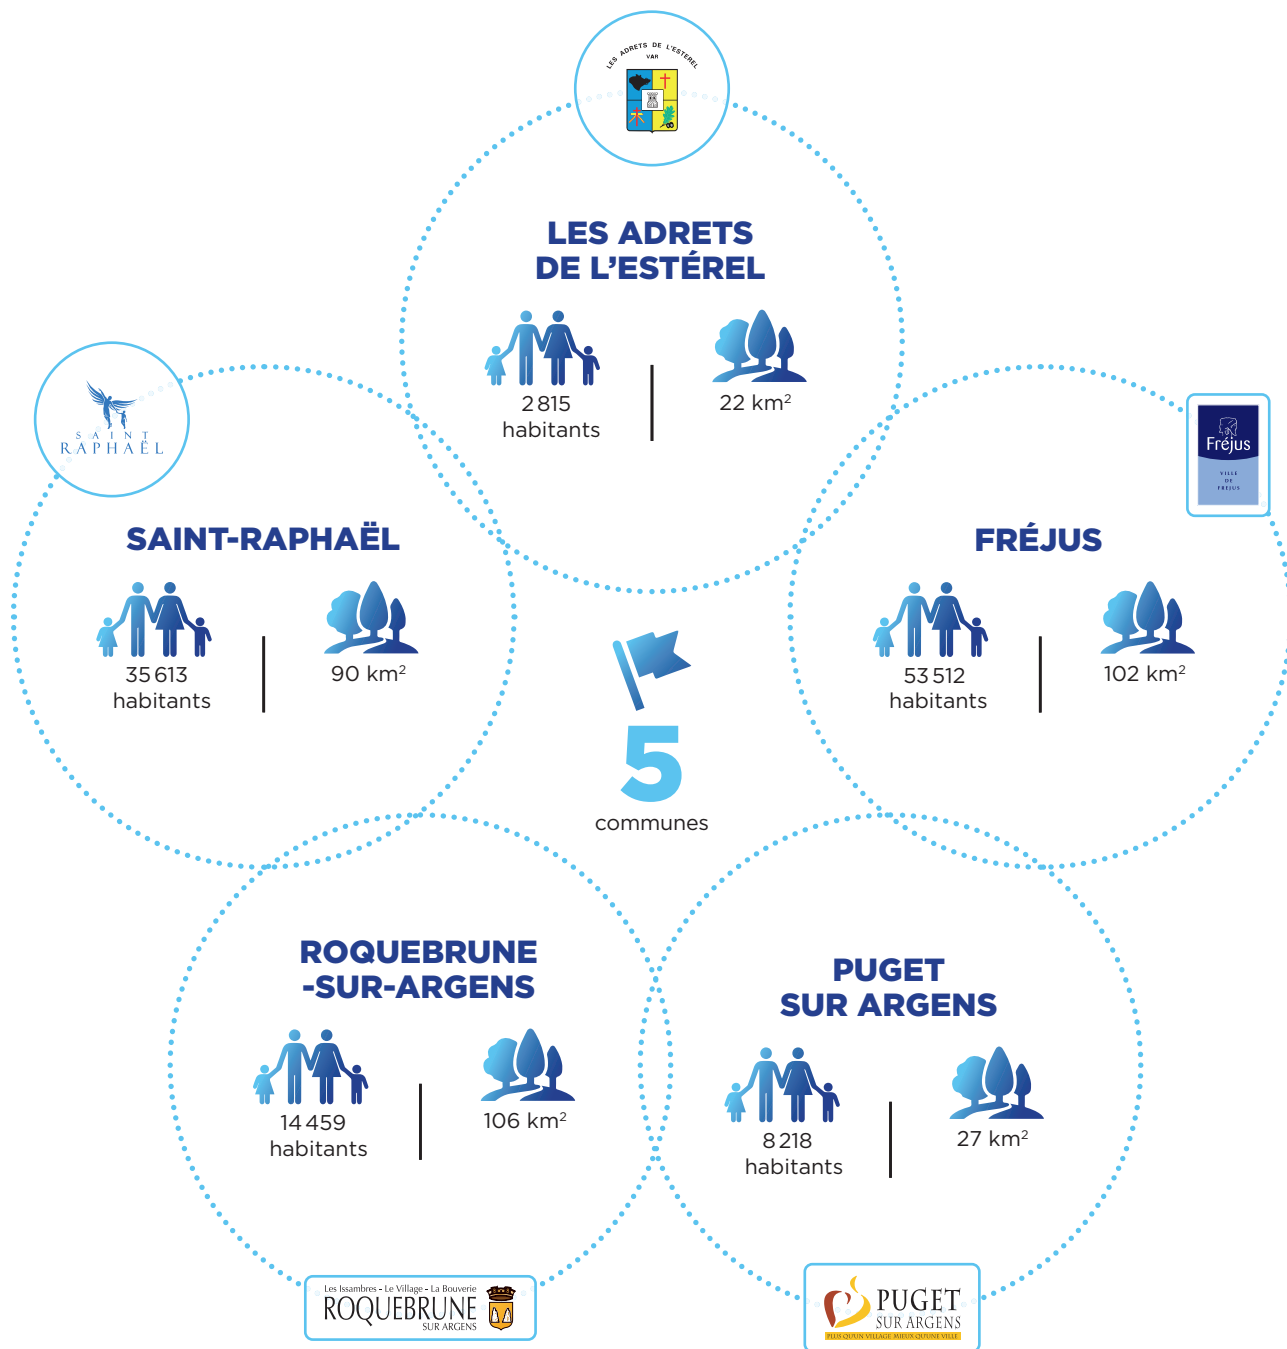 LES ADRETS DE L'ESTEREL
VAR
LES ADRETS
DE L'ESTÉREL
2 815
habitants
22 km²
SAINT
RAPHAËL
SAINT-RAPHAËL
35 613
habitants
90 km²
Fréjus
VILLE
DE
FREJUS
FRÉJUS
53 512
habitants
102 km²
5
communes
ROQUEBRUNE
-SUR-ARGENS
14 459
habitants
106 km²
Les Issambres - Le Village - La Bouverie
ROQUEBRUNE
SUR ARGENS
PUGET
SUR ARGENS
8 218
habitants
27 km²
PUGET
SUR ARGENS
PLUS QU'UN VILLAGE MIEUX QU'UNE VILLE